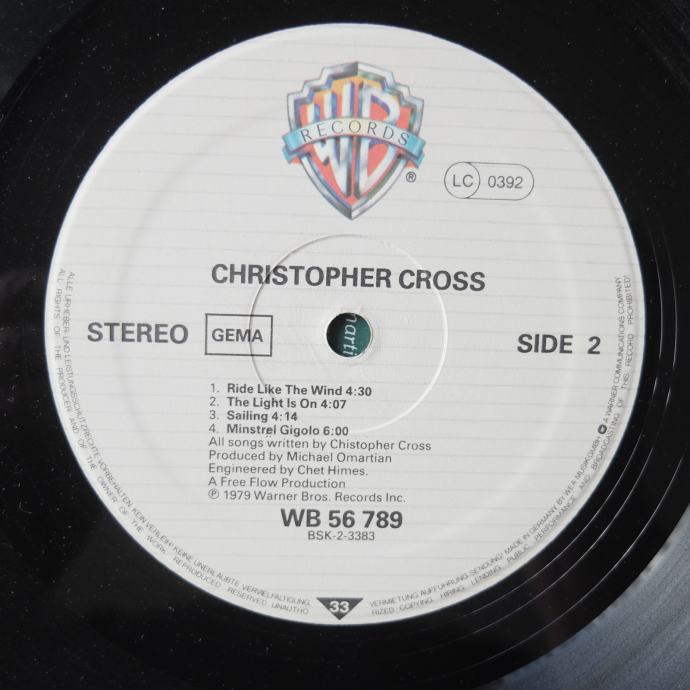 WB
RECORDS
®
LC 0392
CHRISTOPHER CROSS
STEREO GEMA
SIDE 2
1. Ride Like The Wind 4:30
2. The Light Is On 4:07
3. Sailing 4:14
4. Minstrel Gigolo 6:00
All songs written by Chistopher Cross
Produced by Michael Omartian
Engineered by Chet Himes.
A Free Flow Production
℗ 1979 Warner Bros. Records Inc.
WB 56 789
BSK-2-3383
33
ALLE URHEBER- UND LEISTUNGSSCHUTZRECHTE VORBEHALTEN. KEIN VERLEIH! KEINE UNERLAUBTE VERVIELFÄLTIGUNG, VERMIETUNG, AUFFÜHRUNG, SENDUNG! MADE IN GERMANY BY WEA MUSIK GMBH A WARNER COMMUNICATIONS COMPANY
ALL RIGHTS OF THE PRODUCER AND OF THE OWNER OF THE WORK REPRODUCED RESERVED. UNAUTHORIZED COPYING, HIRING, LENDING, PUBLIC PERFORMANCE AND BROADCASTING OF THIS RECORD PROHIBITED!